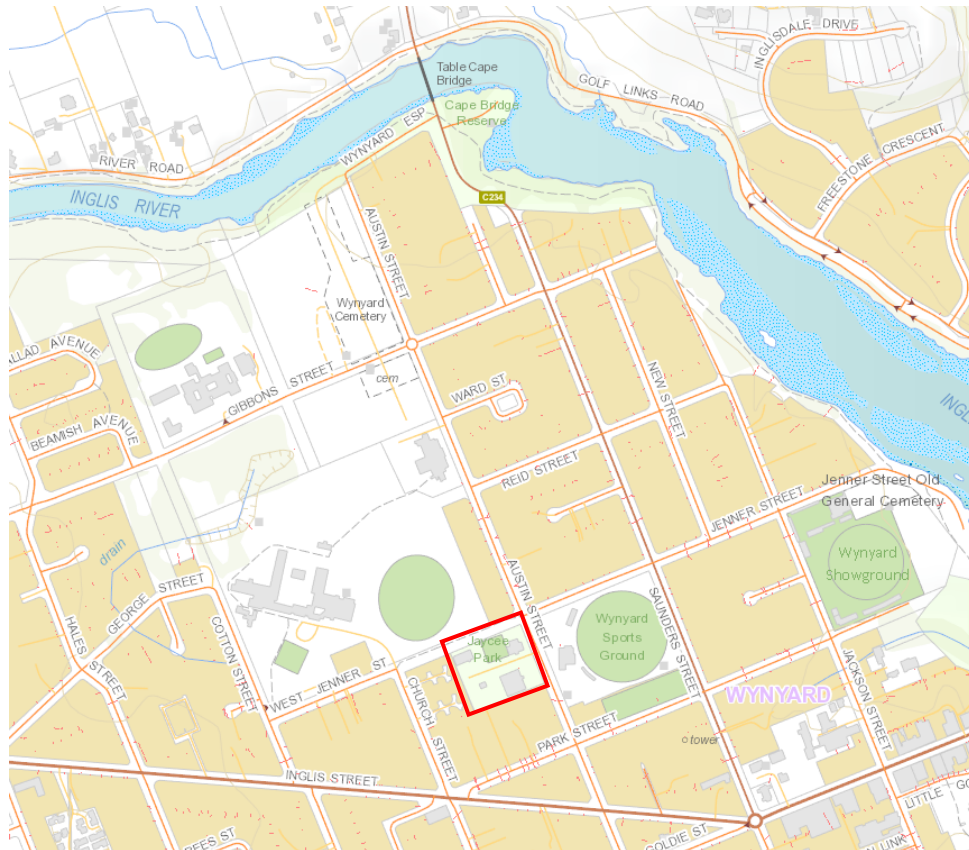 INGLISDALE DRIVE
Table Cape
Bridge
GOLF LINKS ROAD
Cape Bridge
Reserve
WYNYARD ESP
RIVER ROAD
FREESTONE CRESCENT
INGLIS RIVER
C234
AUSTIN STREET
Wynyard
Cemetery
ALLAD AVENUE
GIBBONS STREET
cem
WARD ST
NEW STREET
BEAMISH AVENUE
REID STREET
Jenner Street Old
General Cemetery
JENNER STREET
drain
Wynyard
Showground
GEORGE STREET
AUSTIN STREET
HALES STREET
COTTON STREET
Wynyard
Sports
Ground
SAUNDERS STREET
Jaycee
Park
WEST JENNER ST
CHURCH STREET
WYNYARD
JACKSON STREET
PARK STREET
tower
INGLIS STREET
LITTLE GO
GOLDIE ST
REES ST
LINK